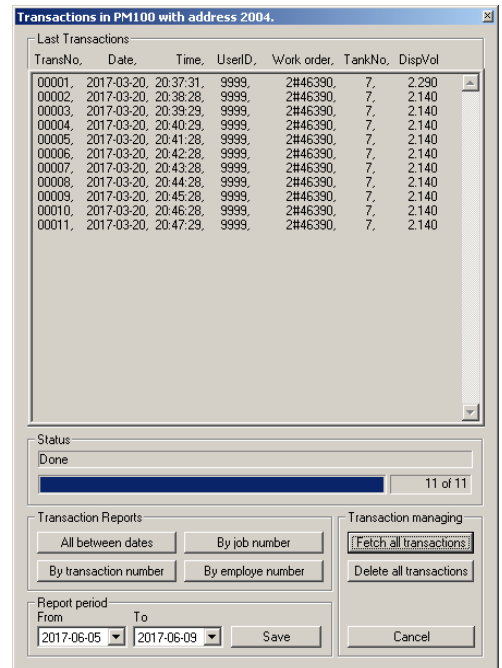 Transactions in PM100 with address 2004.
Last Transactions
TransNo, Date, Time, UserID, Work order, TankNo, DispVol
00001, 2017-03-20, 20:37:31, 9999, 2#46390, 7, 2.290
00002, 2017-03-20, 20:38:28, 9999, 2#46390, 7, 2.140
00003, 2017-03-20, 20:39:29, 9999, 2#46390, 7, 2.140
00004, 2017-03-20, 20:40:29, 9999, 2#46390, 7, 2.140
00005, 2017-03-20, 20:41:28, 9999, 2#46390, 7, 2.140
00006, 2017-03-20, 20:42:28, 9999, 2#46390, 7, 2.140
00007, 2017-03-20, 20:43:28, 9999, 2#46390, 7, 2.140
00008, 2017-03-20, 20:44:28, 9999, 2#46390, 7, 2.140
00009, 2017-03-20, 20:45:28, 9999, 2#46390, 7, 2.140
00010, 2017-03-20, 20:46:28, 9999, 2#46390, 7, 2.140
00011, 2017-03-20, 20:47:29, 9999, 2#46390, 7, 2.140
Status
Done
11 of 11
Transaction Reports
All between dates By job number
By transaction number By employe number
Transaction managing
Fetch all transactions
Delete all transactions
Report period
From To
2017-06-05 2017-06-09 Save
Cancel